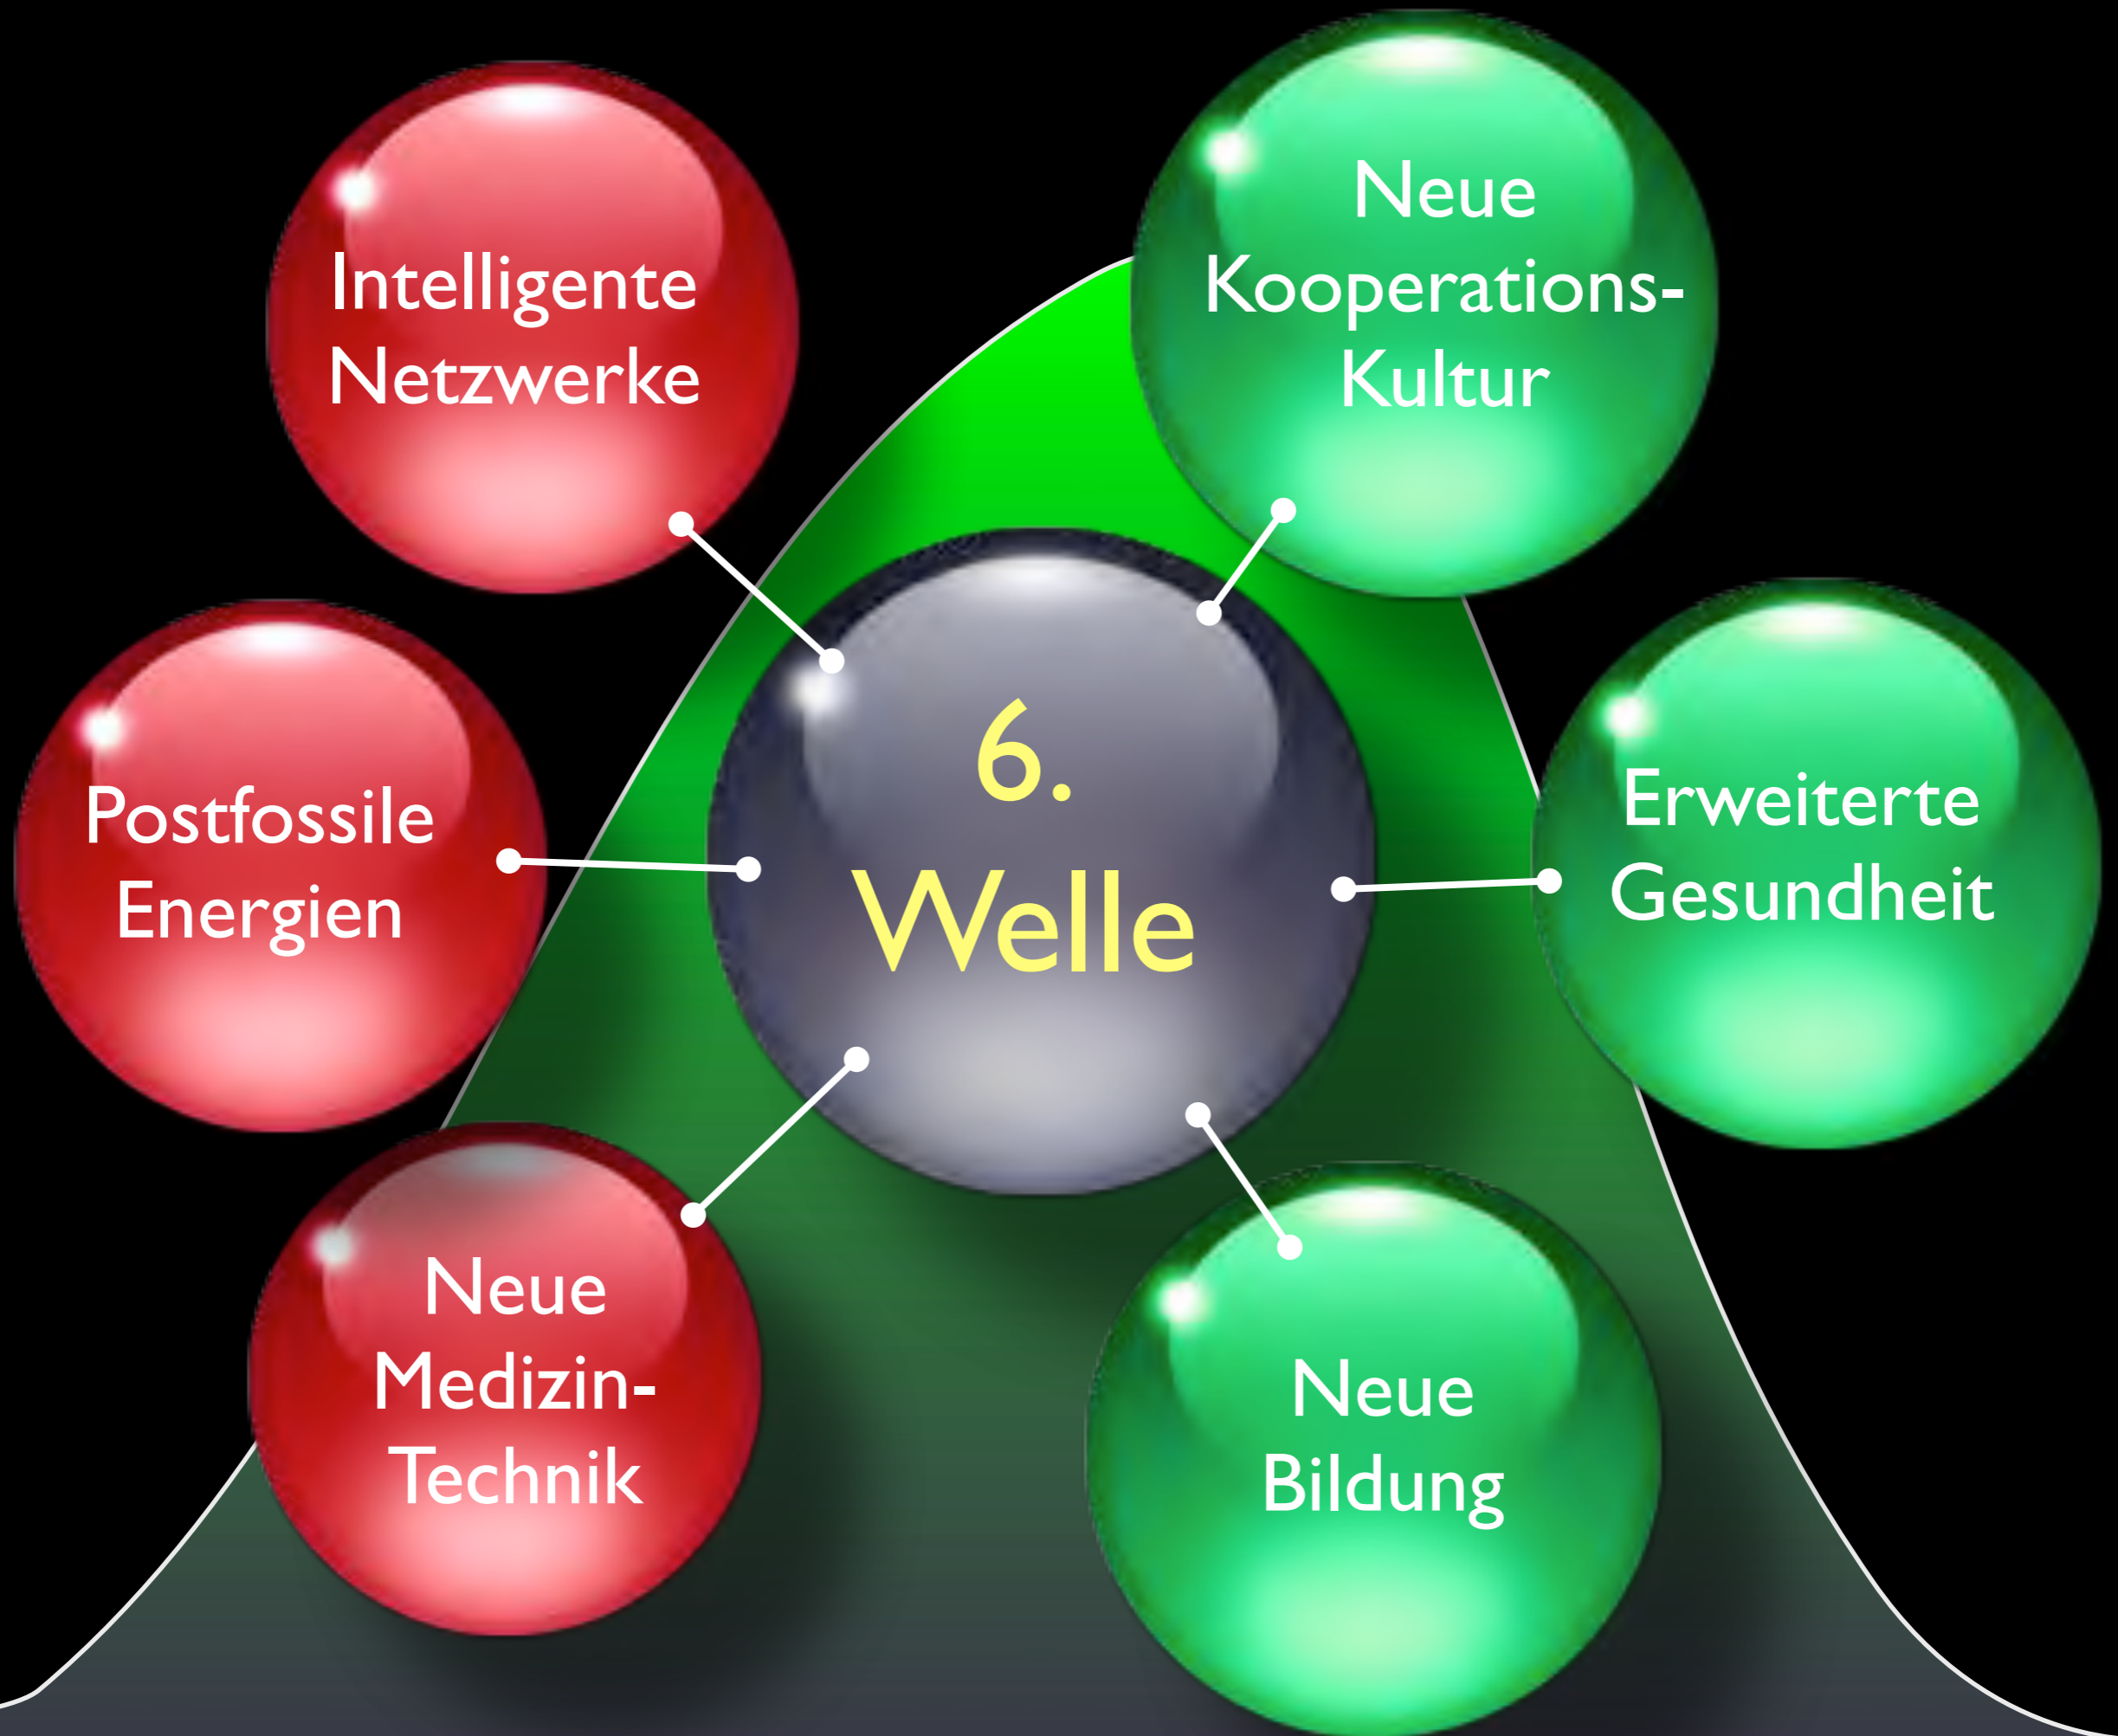 Intelligente
Netzwerke
Neue
Kooperations-
Kultur
Postfossile
Energien
6.
Welle
Erweiterte
Gesundheit
Neue
Medizin-
Technik
Neue
Bildung